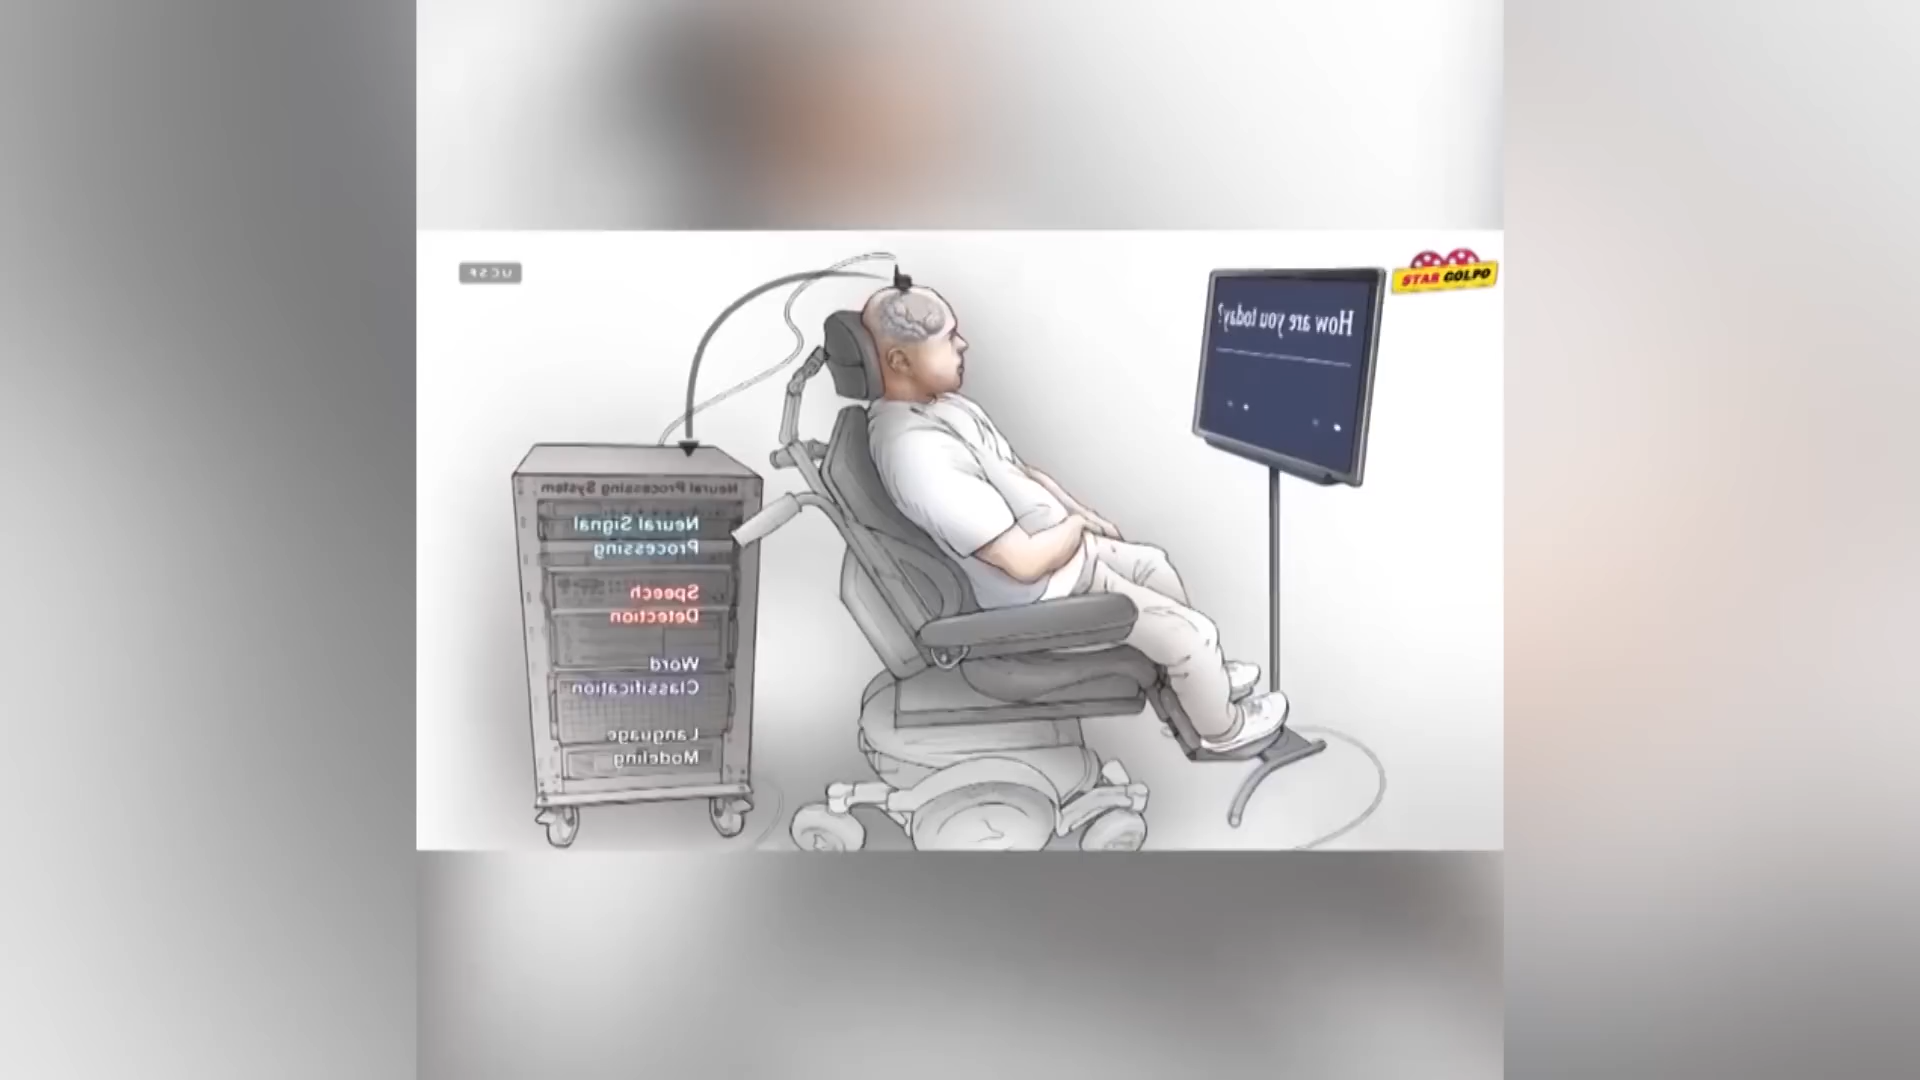 UCSF
STAR GOLPO
How are you today?
Neural Processing System
Neural Signal
Processing
Speech
Detection
Word
Classification
Language
Modeling